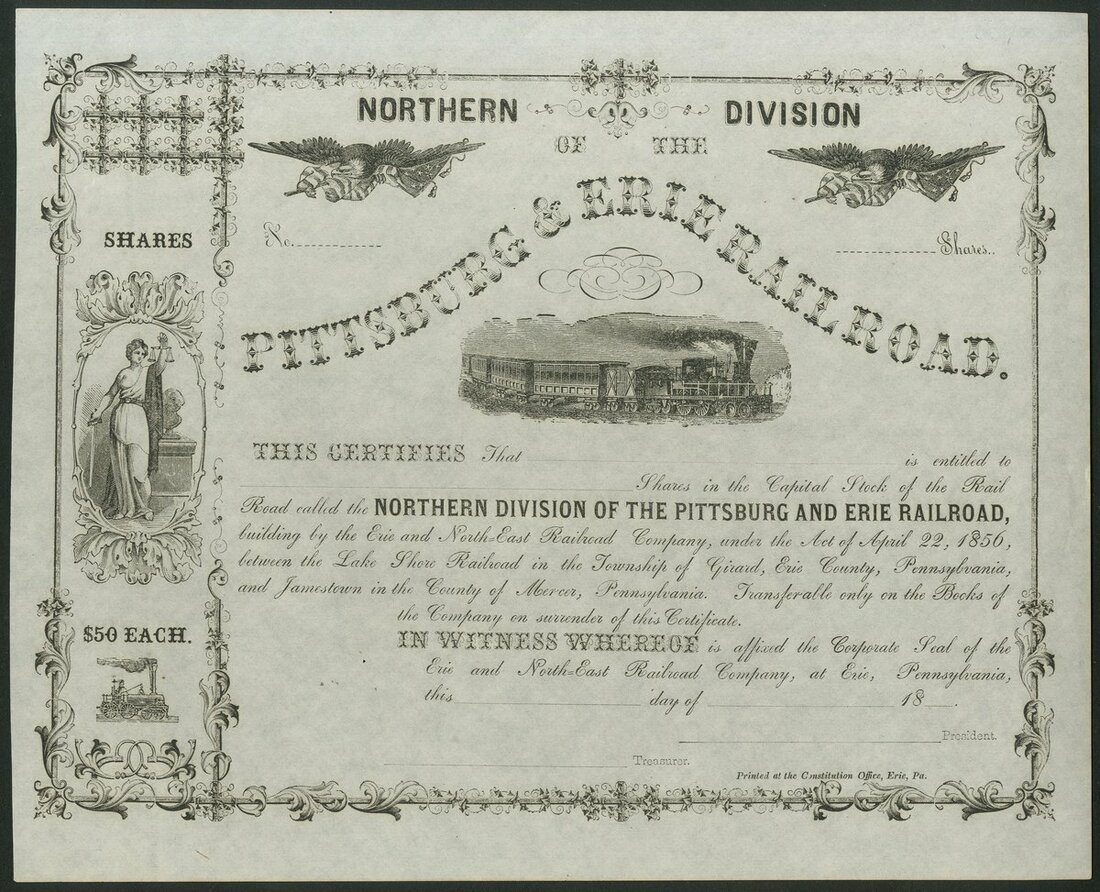 NORTHERN DIVISION
OF THE
PITTSBURG & ERIE RAILROAD.
No.
Shares..
SHARES
$50 EACH.
THIS CERTIFIES That is entitled to
Shares in the Capital Stock of the Rail
Road called the NORTHERN DIVISION OF THE PITTSBURG AND ERIE RAILROAD,
building by the Erie and North=East Railroad Company, under the Act of April 22, 1856,
between the Lake Shore Railroad in the Township of Girard, Erie County, Pennsylvania,
and Jamestown in the County of Mercer, Pennsylvania. Transferable only on the Books of
the Company on surrender of this Certificate.
IN WITNESS WHEREOF is affixed the Corporate Seal of the
Erie and North=East Railroad Company, at Erie, Pennsylvania,
this day of 18 .
President.
Treasurer.
Printed at the Constitution Office, Erie, Pa.